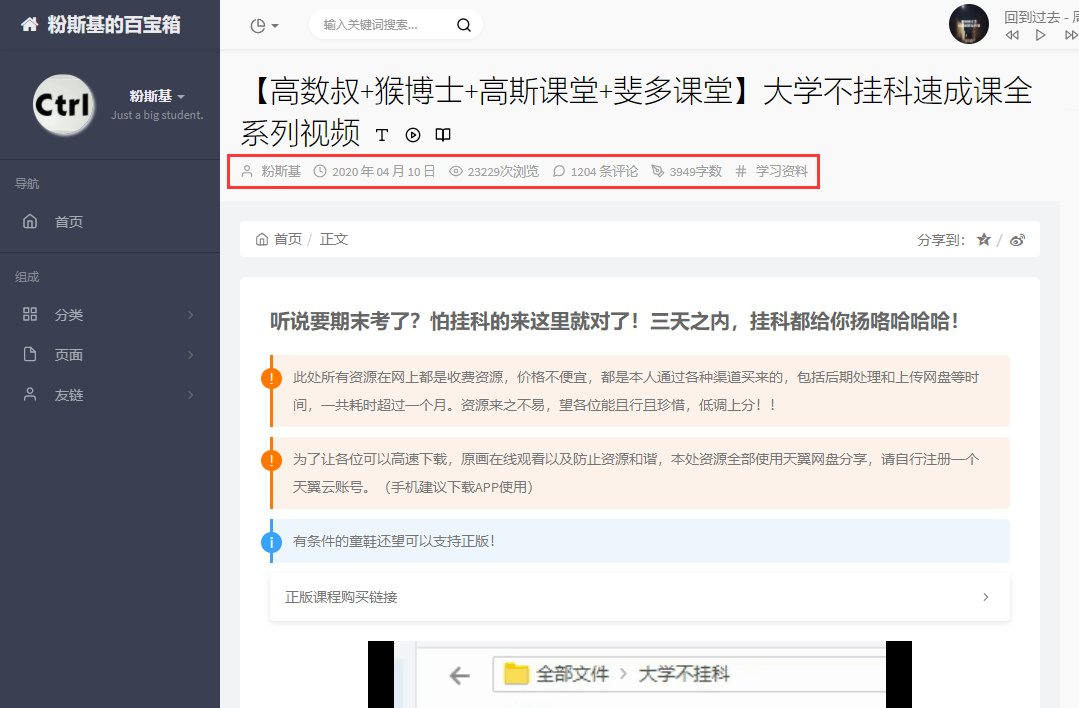 粉斯基的百宝箱
输入关键词搜索...
回到过去 - 周
Ctrl
粉斯基
Just a big student.
导航
首页
组成
分类
页面
友链
【高数叔+猴博士+高斯课堂+斐多课堂】大学不挂科速成课全
系列视频
粉斯基 2020 年 04 月 10 日 23229次浏览 1204 条评论 3949字数 # 学习资料
首页 / 正文
分享到： /
听说要期末考了？怕挂科的来这里就对了！三天之内，挂科都给你扬咯哈哈哈！
此处所有资源在网上都是收费资源，价格不便宜，都是本人通过各种渠道买来的，包括后期处理和上传网盘等时
间，一共耗时超过一个月。资源来之不易，望各位能且行且珍惜，低调上分！！
为了让各位可以高速下载，原画在线观看以及防止资源和谐，本处资源全部使用天翼网盘分享，请自行注册一个
天翼云账号。（手机建议下载APP使用）
有条件的童鞋还望可以支持正版！
正版课程购买链接
全部文件 > 大学不挂科